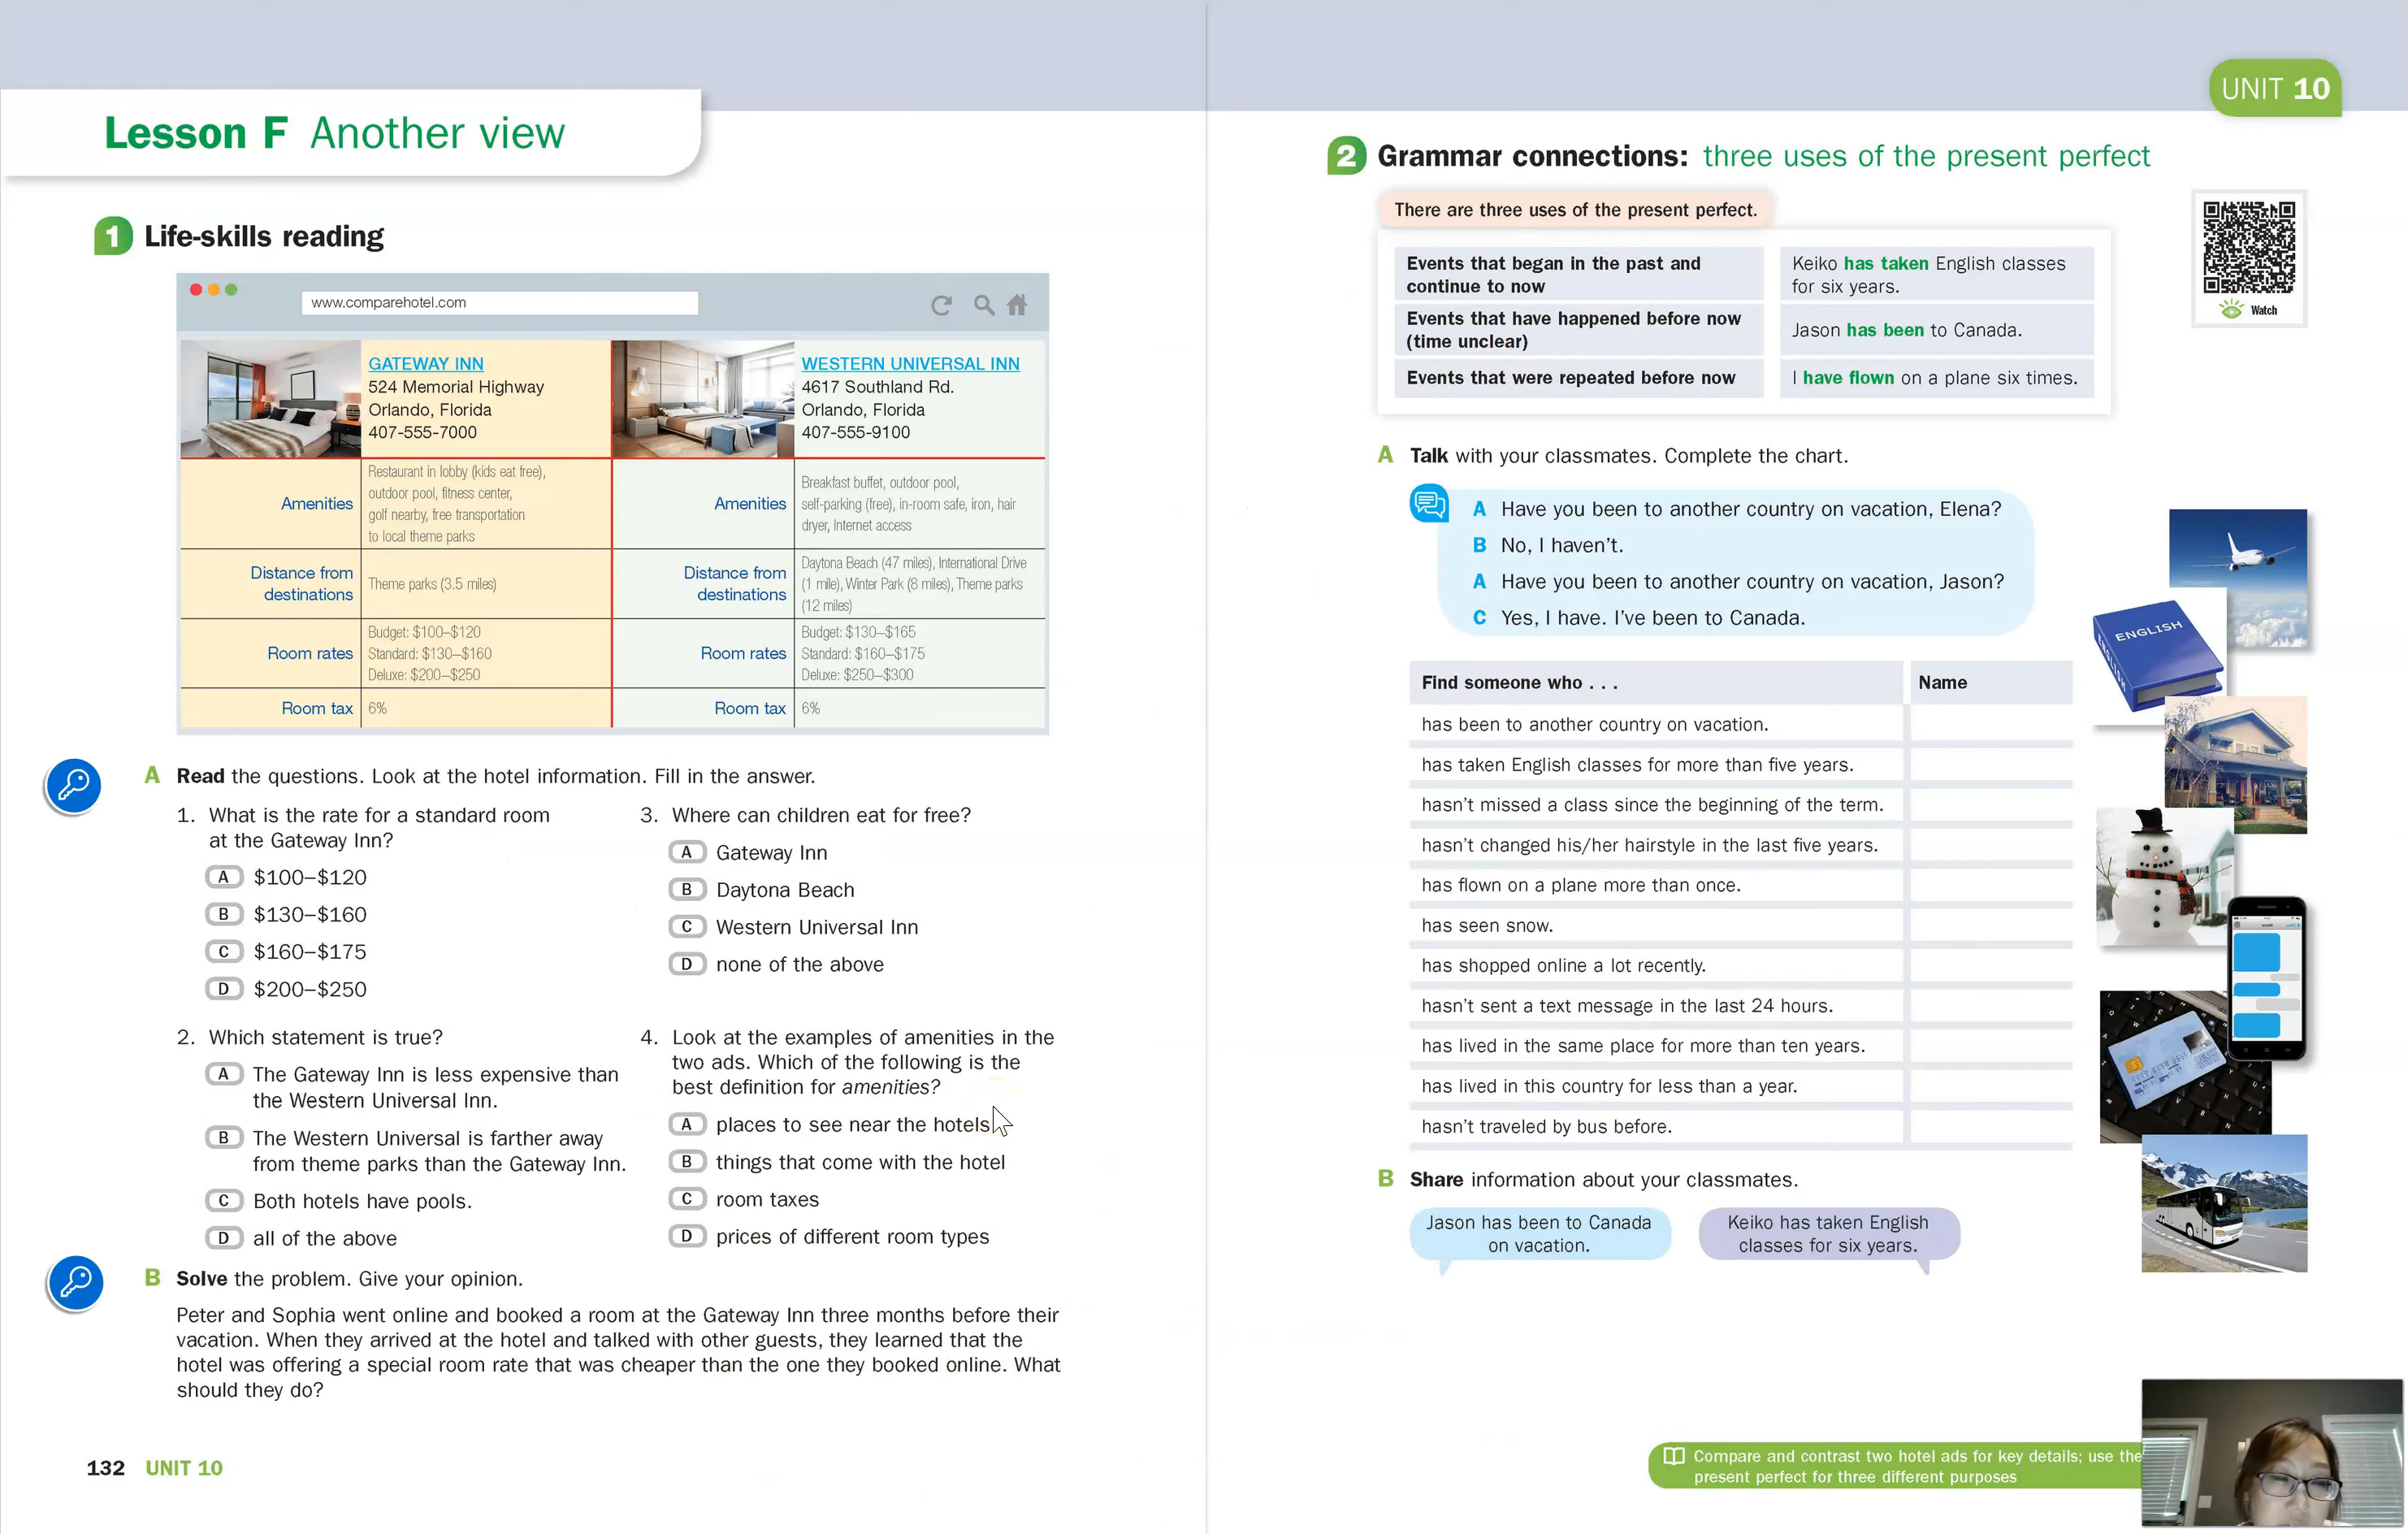 Lesson F Another view
1 Life-skills reading
www.comparehotel.com
GATEWAY INN
524 Memorial Highway
Orlando, Florida
407-555-7000
WESTERN UNIVERSAL INN
4617 Southland Rd.
Orlando, Florida
407-555-9100
Amenities
Restaurant in lobby (kids eat free),
outdoor pool, fitness center,
golf nearby, free transportation
to local theme parks
Amenities
Breakfast buffet, outdoor pool,
self-parking (free), in-room safe, iron, hair
dryer, Internet access
Distance from
destinations
Theme parks (3.5 miles)
Distance from
destinations
Daytona Beach (47 miles), International Drive
(1 mile), Winter Park (8 miles), Theme parks
(12 miles)
Room rates
Budget: $100–$120
Standard: $130–$160
Deluxe: $200–$250
Room rates
Budget: $130–$165
Standard: $160–$175
Deluxe: $250–$300
Room tax 6%
Room tax 6%
A Read the questions. Look at the hotel information. Fill in the answer.
1. What is the rate for a standard room
at the Gateway Inn?
A $100–$120
B $130–$160
C $160–$175
D $200–$250
2. Which statement is true?
A The Gateway Inn is less expensive than
the Western Universal Inn.
B The Western Universal is farther away
from theme parks than the Gateway Inn.
C Both hotels have pools.
D all of the above
3. Where can children eat for free?
A Gateway Inn
B Daytona Beach
C Western Universal Inn
D none of the above
4. Look at the examples of amenities in the
two ads. Which of the following is the
best definition for amenities?
A places to see near the hotels
B things that come with the hotel
C room taxes
D prices of different room types
B Solve the problem. Give your opinion.
Peter and Sophia went online and booked a room at the Gateway Inn three months before their
vacation. When they arrived at the hotel and talked with other guests, they learned that the
hotel was offering a special room rate that was cheaper than the one they booked online. What
should they do?
132 UNIT 10
UNIT 10
2 Grammar connections: three uses of the present perfect
There are three uses of the present perfect.
Events that began in the past and
continue to now
Keiko has taken English classes
for six years.
Events that have happened before now
(time unclear)
Jason has been to Canada.
Events that were repeated before now
I have flown on a plane six times.
Watch
A Talk with your classmates. Complete the chart.
A Have you been to another country on vacation, Elena?
B No, I haven't.
A Have you been to another country on vacation, Jason?
C Yes, I have. I've been to Canada.
ENGLISH
Find someone who . . . Name
has been to another country on vacation.
has taken English classes for more than five years.
hasn't missed a class since the beginning of the term.
hasn't changed his/her hairstyle in the last five years.
has flown on a plane more than once.
has seen snow.
has shopped online a lot recently.
hasn't sent a text message in the last 24 hours.
has lived in the same place for more than ten years.
has lived in this country for less than a year.
hasn't traveled by bus before.
B Share information about your classmates.
Jason has been to Canada
on vacation.
Keiko has taken English
classes for six years.
Compare and contrast two hotel ads for key details; use the
present perfect for three different purposes